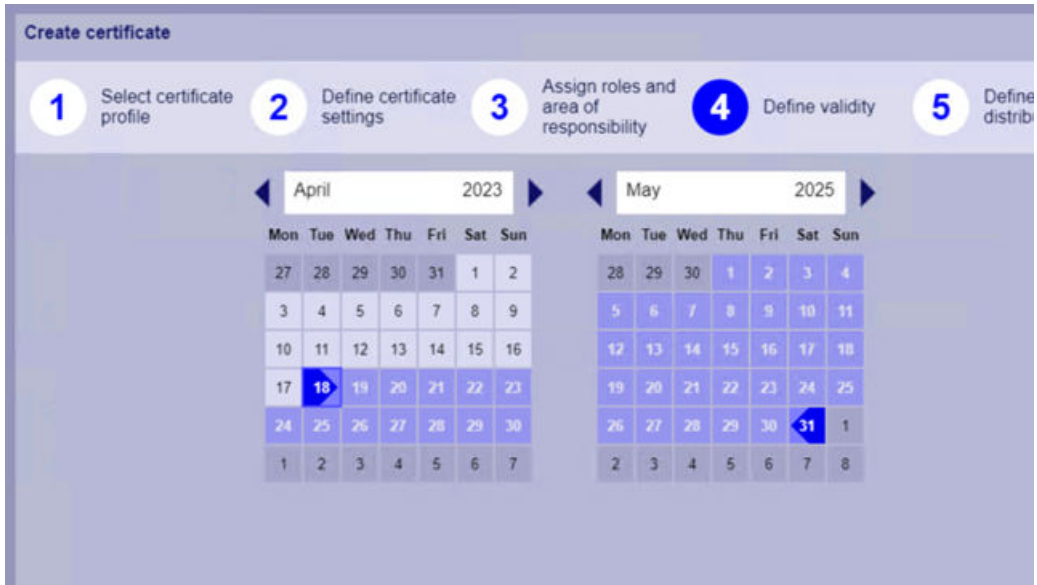 Create certificate
1
Select certificate
profile
2
Define certificate
settings
3
Assign roles and
area of
responsibility
4
Define validity
5
Define
distrib
April 2023
Mon Tue Wed Thu Fri Sat Sun
27 28 29 30 31 1 2
3 4 5 6 7 8 9
10 11 12 13 14 15 16
17 18 19 20 21 22 23
24 25 26 27 28 29 30
1 2 3 4 5 6 7
May 2025
Mon Tue Wed Thu Fri Sat Sun
28 29 30 1 2 3 4
5 6 7 8 9 10 11
12 13 14 15 16 17 18
19 20 21 22 23 24 25
26 27 28 29 30 31 1
2 3 4 5 6 7 8